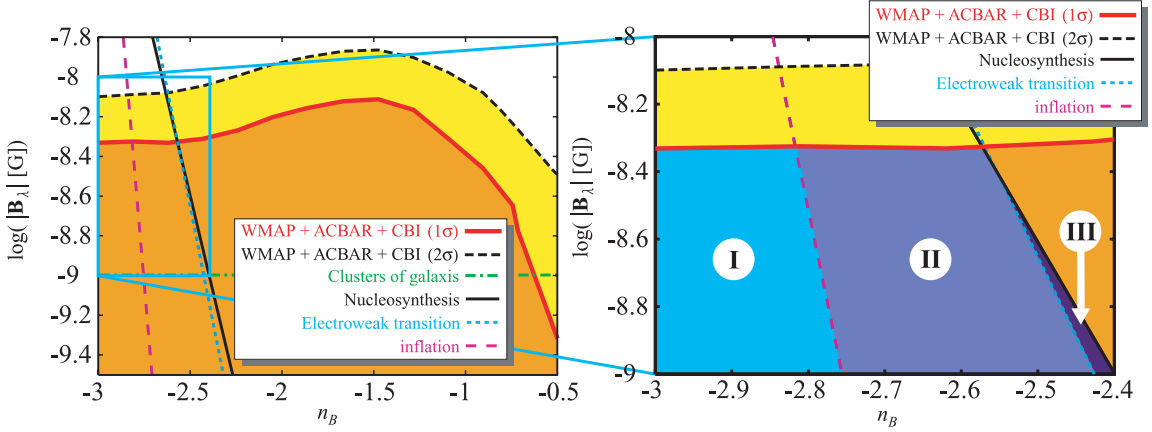 -7.8
-8
-8.2
-8.4
-8.6
-8.8
-9
-9.2
-9.4
log( |B_λ| [G]
-3
-2.5
-2
-1.5
-1
-0.5
n_B
WMAP + ACBAR + CBI (1σ)
WMAP + ACBAR + CBI (2σ)
Clusters of galaxis
Nucleosynthesis
Electroweak transition
inflation
WMAP + ACBAR + CBI (1σ)
WMAP + ACBAR + CBI (2σ)
Nucleosynthesis
Electroweak transition
inflation
-8
-8.2
-8.4
-8.6
-8.8
-9
log( |B_λ| [G]
I
II
III
-3
-2.9
-2.8
-2.7
-2.6
-2.5
-2.4
n_B